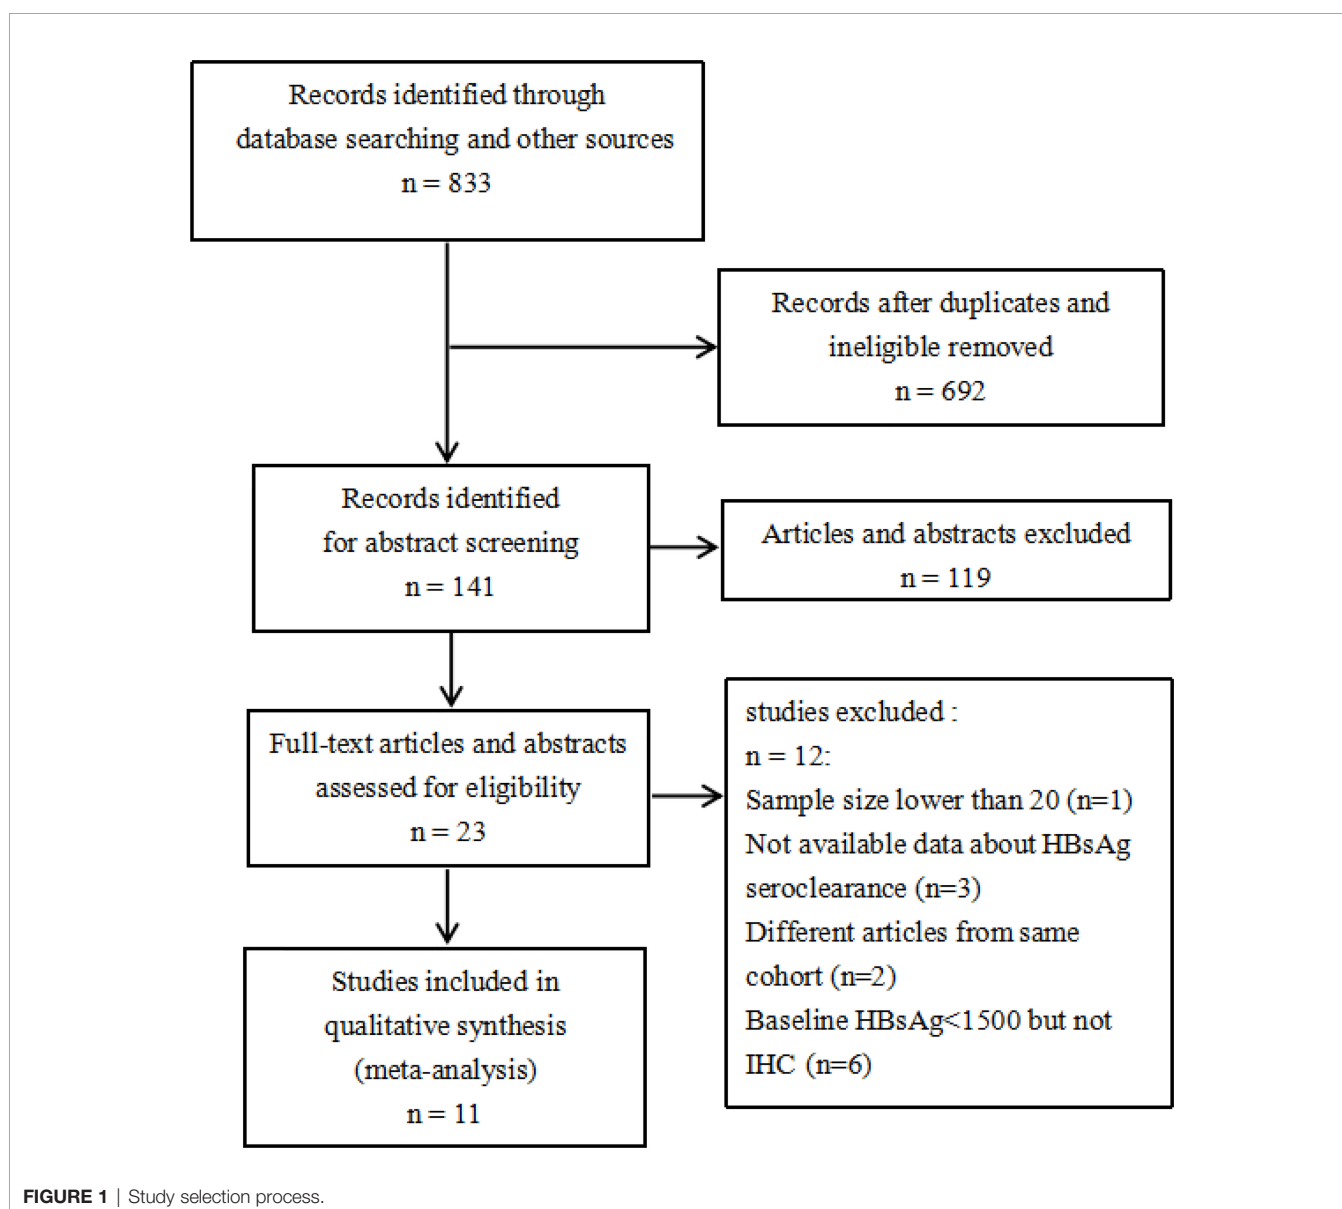 Records identified through
database searching and other sources
n = 833
Records after duplicates and
ineligible removed
n = 692
Records identified
for abstract screening
n = 141
Articles and abstracts excluded
n = 119
Full-text articles and abstracts
assessed for eligibility
n = 23
studies excluded :
n = 12:
Sample size lower than 20 (n=1)
Not available data about HBsAg
seroclearance (n=3)
Different articles from same
cohort (n=2)
Baseline HBsAg<1500 but not
IHC (n=6)
Studies included in
qualitative synthesis
(meta-analysis)
n = 11
FIGURE 1 | Study selection process.